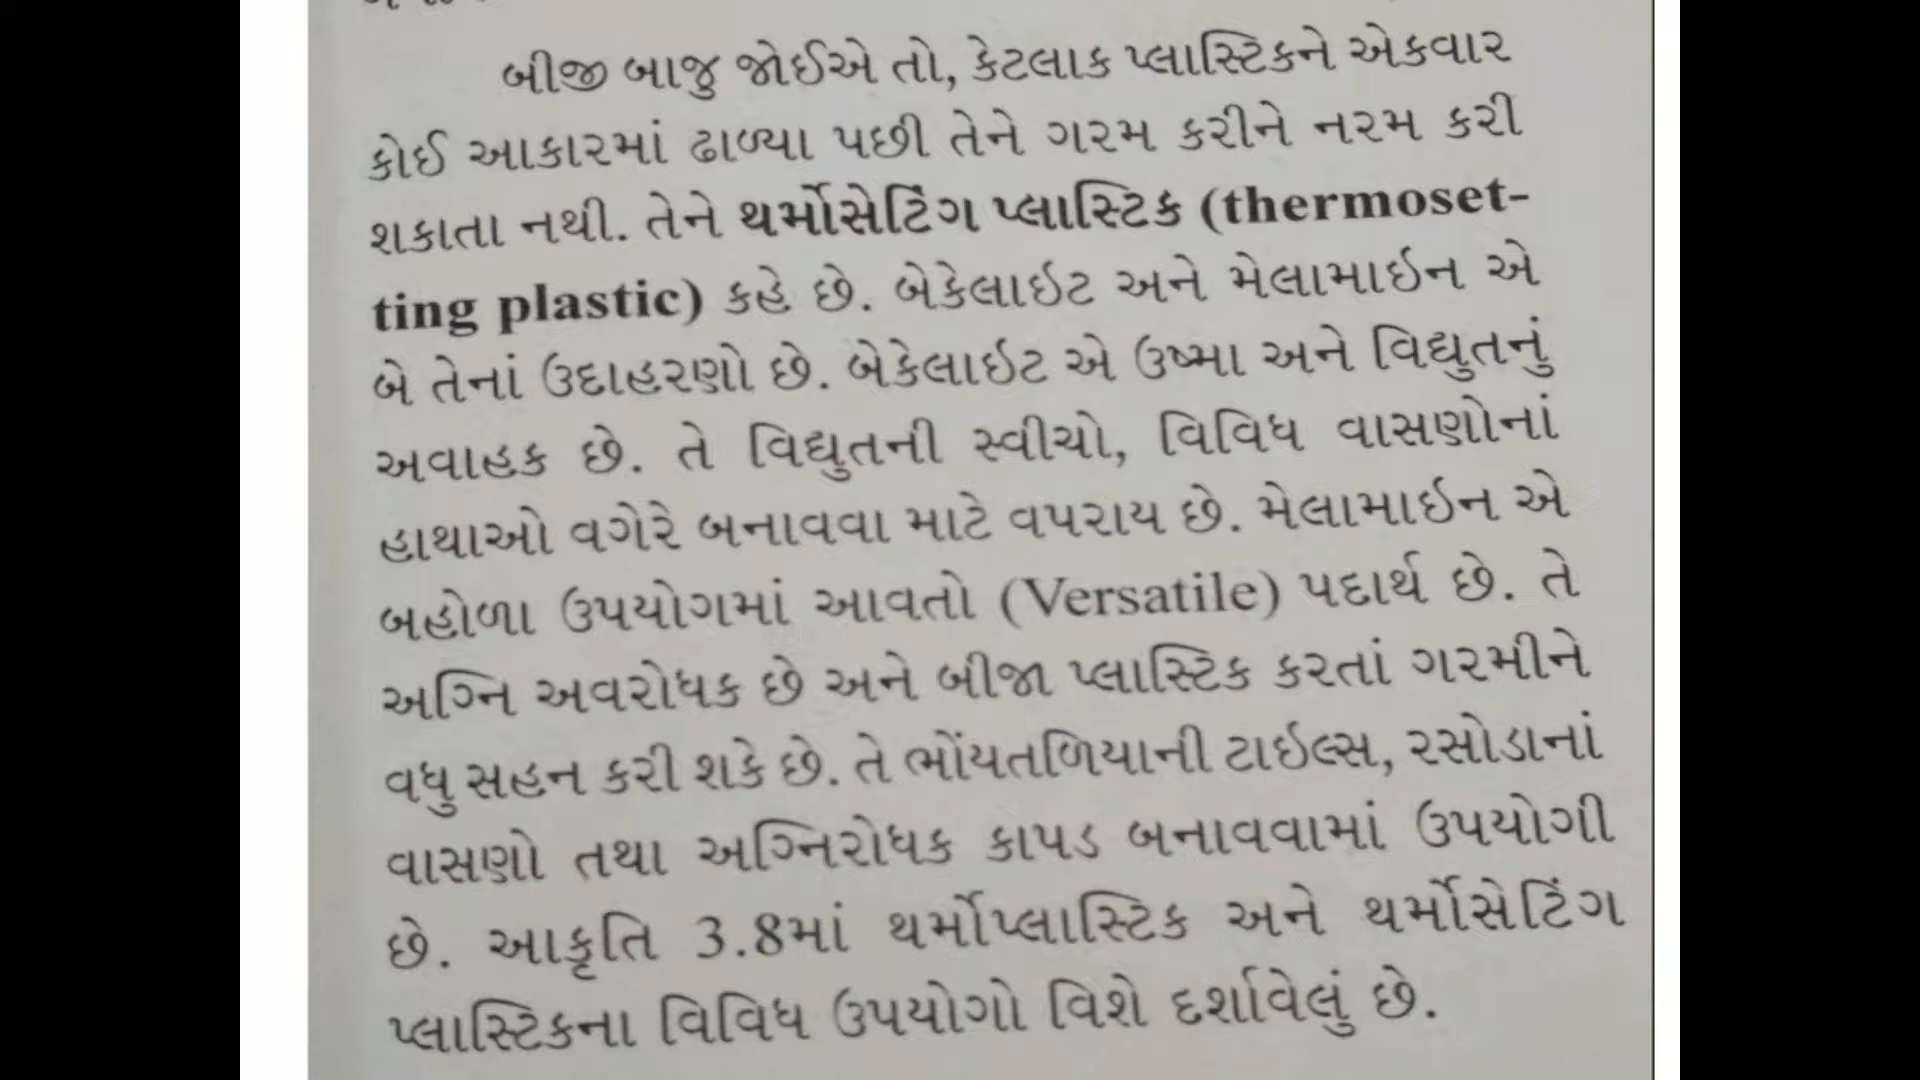 બીજી બાજુ જોઈએ તો, કેટલાક પ્લાસ્ટિકને એકવાર
કોઈ આકારમાં ઢાળ્યા પછી તેને ગરમ કરીને નરમ કરી
શકાતા નથી. તેને થર્મોસેટિંગ પ્લાસ્ટિક (thermoset-
ting plastic) કહે છે. બેકેલાઇટ અને મેલામાઇન એ
બે તેનાં ઉદાહરણો છે. બેકેલાઇટ એ ઉષ્મા અને વિદ્યુતનું
અવાહક છે. તે વિદ્યુતની સ્વીચો, વિવિધ વાસણોનાં
હાથાઓ વગેરે બનાવવા માટે વપરાય છે. મેલામાઇન એ
બહોળા ઉપયોગમાં આવતો (Versatile) પદાર્થ છે. તે
અગ્નિ અવરોધક છે અને બીજા પ્લાસ્ટિક કરતાં ગરમીને
વધુ સહન કરી શકે છે. તે ભોંયતળિયાની ટાઇલ્સ, રસોડાનાં
વાસણો તથા અગ્નિરોધક કાપડ બનાવવામાં ઉપયોગી
છે. આકૃતિ 3.8માં થર્મોપ્લાસ્ટિક અને થર્મોસેટિંગ
પ્લાસ્ટિકના વિવિધ ઉપયોગો વિશે દર્શાવેલું છે.